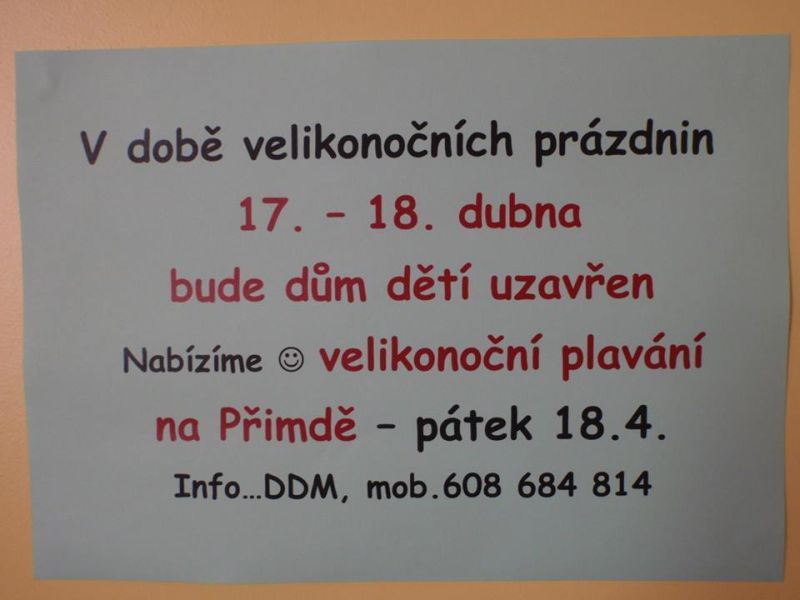 V době velikonočních prázdnin
17. – 18. dubna
bude dům dětí uzavřen
Nabízíme ☺ velikonoční plavání
na Přimdě – pátek 18.4.
Info…DDM, mob.608 684 814